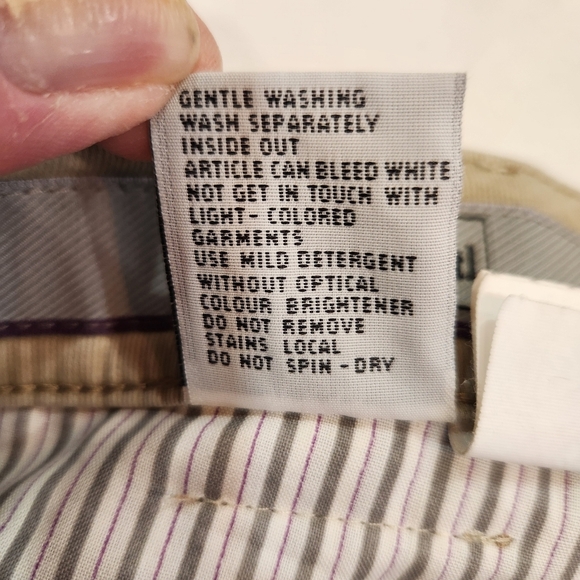 GENTLE WASHING
WASH SEPARATELY
INSIDE OUT
ARTICLE CAN BLEED WHITE
NOT GET IN TOUCH WITH
LIGHT- COLORED
GARMENTS
USE MILD DETERGENT
WITHOUT OPTICAL
COLOUR BRIGHTENER
DO NOT REMOVE
STAINS LOCAL
DO NOT SPIN - DRY